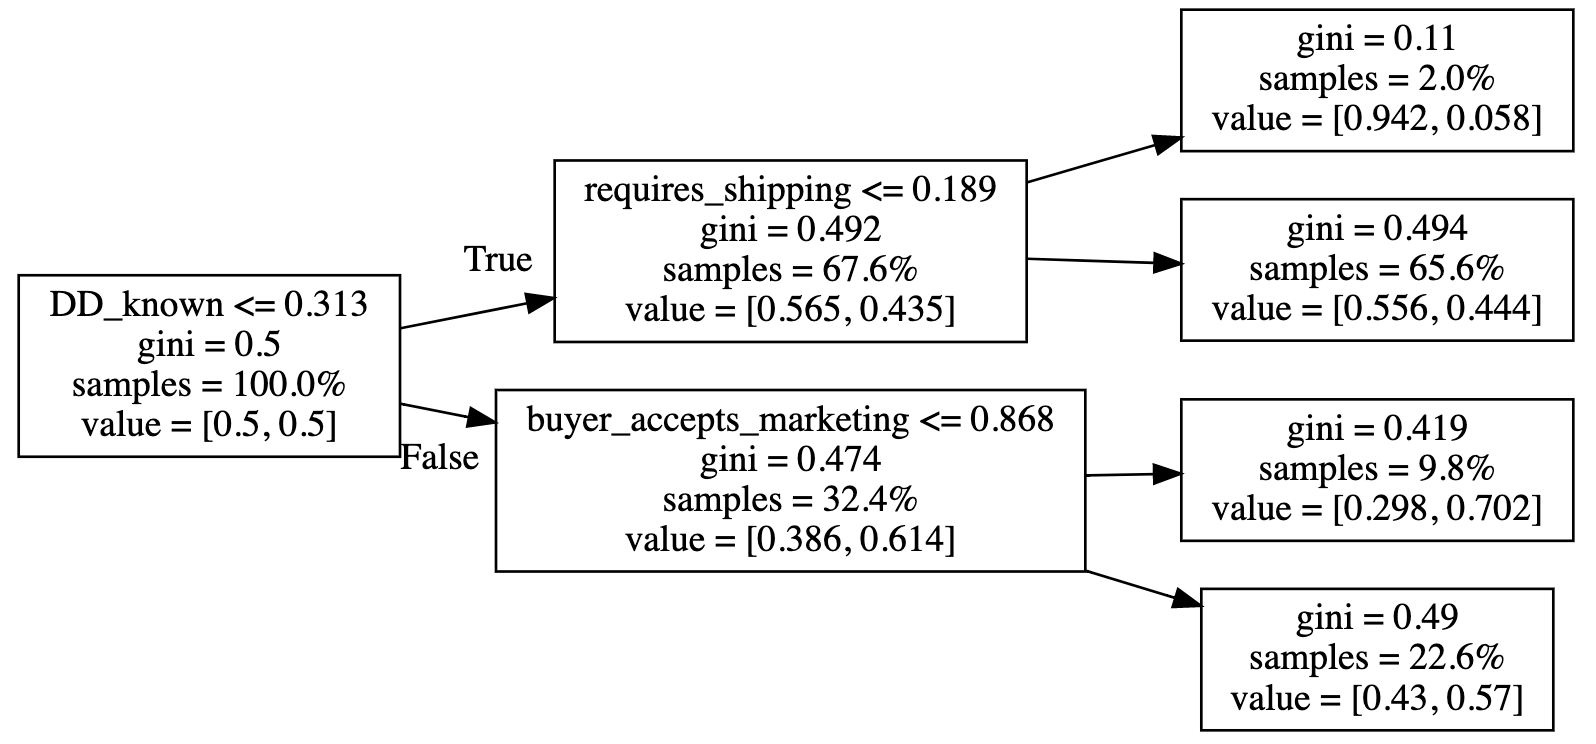 DD_known <= 0.313
gini = 0.5
samples = 100.0%
value = [0.5, 0.5]
True
False
requires_shipping <= 0.189
gini = 0.492
samples = 67.6%
value = [0.565, 0.435]
buyer_accepts_marketing <= 0.868
gini = 0.474
samples = 32.4%
value = [0.386, 0.614]
gini = 0.11
samples = 2.0%
value = [0.942, 0.058]
gini = 0.494
samples = 65.6%
value = [0.556, 0.444]
gini = 0.419
samples = 9.8%
value = [0.298, 0.702]
gini = 0.49
samples = 22.6%
value = [0.43, 0.57]